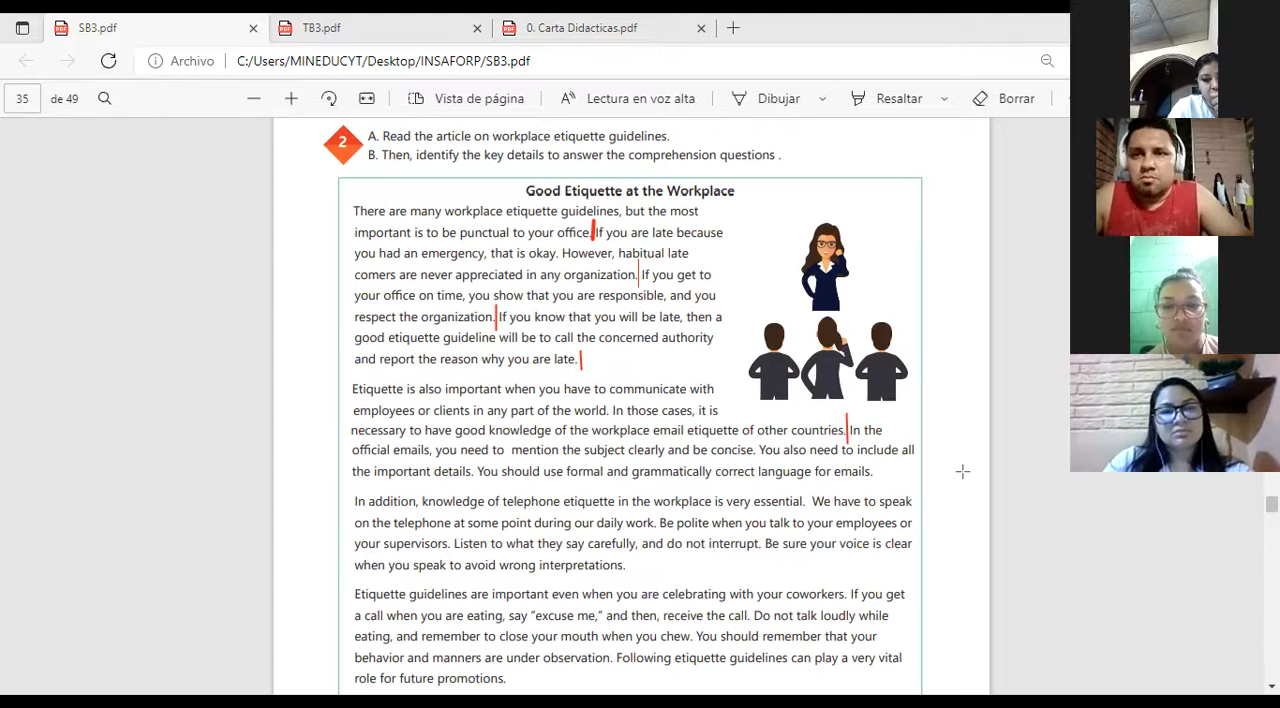 SB3.pdf
TB3.pdf
0. Carta Didacticas.pdf
Archivo C:/Users/MINEDUCYT/Desktop/INSAFORP/SB3.pdf
35 de 49 Vista de página Lectura en voz alta Dibujar Resaltar Borrar
2
A. Read the article on workplace etiquette guidelines.
B. Then, identify the key details to answer the comprehension questions .
Good Etiquette at the Workplace
There are many workplace etiquette guidelines, but the most
important is to be punctual to your office. If you are late because
you had an emergency, that is okay. However, habitual late
comers are never appreciated in any organization. If you get to
your office on time, you show that you are responsible, and you
respect the organization. If you know that you will be late, then a
good etiquette guideline will be to call the concerned authority
and report the reason why you are late.
Etiquette is also important when you have to communicate with
employees or clients in any part of the world. In those cases, it is
necessary to have good knowledge of the workplace email etiquette of other countries. In the
official emails, you need to mention the subject clearly and be concise. You also need to include all
the important details. You should use formal and grammatically correct language for emails.
In addition, knowledge of telephone etiquette in the workplace is very essential. We have to speak
on the telephone at some point during our daily work. Be polite when you talk to your employees or
your supervisors. Listen to what they say carefully, and do not interrupt. Be sure your voice is clear
when you speak to avoid wrong interpretations.
Etiquette guidelines are important even when you are celebrating with your coworkers. If you get
a call when you are eating, say “excuse me,” and then, receive the call. Do not talk loudly while
eating, and remember to close your mouth when you chew. You should remember that your
behavior and manners are under observation. Following etiquette guidelines can play a very vital
role for future promotions.